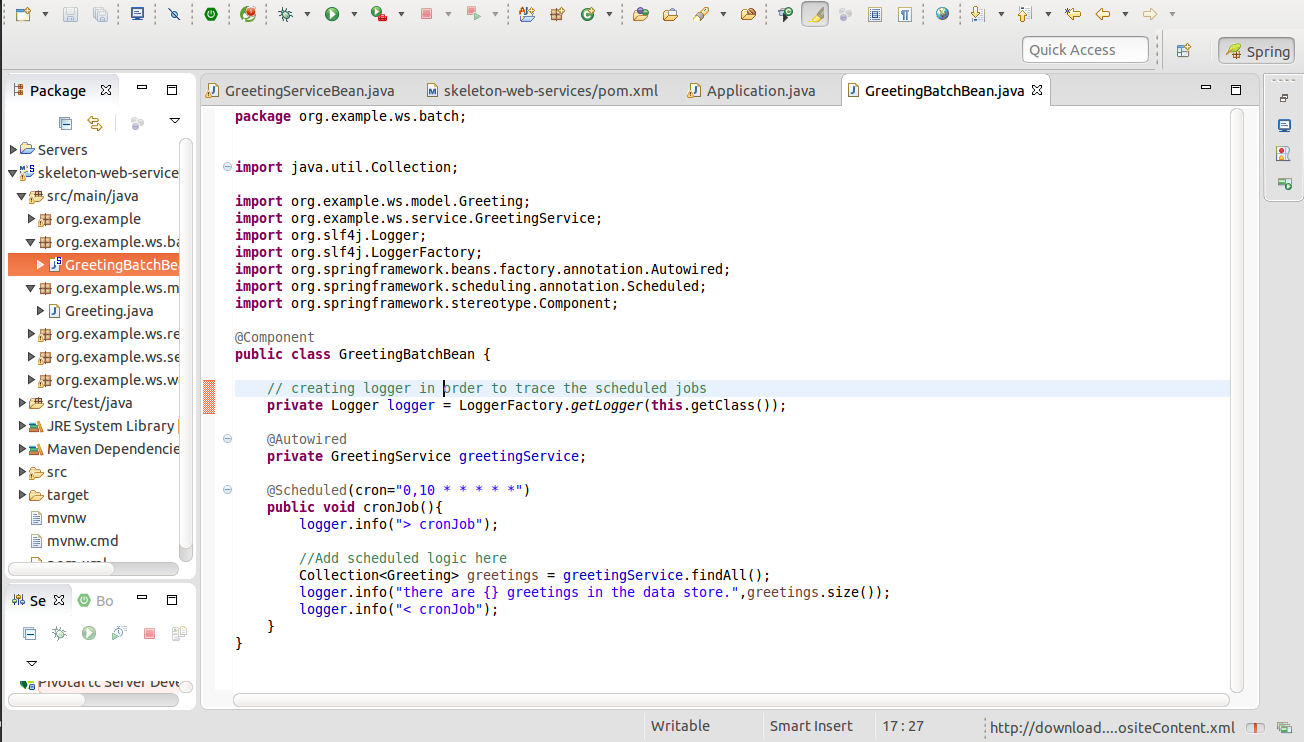 Quick Access
Spring
Package
GreetingServiceBean.java
skeleton-web-services/pom.xml
Application.java
GreetingBatchBean.java
Servers
skeleton-web-service
src/main/java
org.example
org.example.ws.ba
GreetingBatchBe
org.example.ws.m
Greeting.java
org.example.ws.re
org.example.ws.se
org.example.ws.w
src/test/java
JRE System Library
Maven Dependencie
src
target
mvnw
mvnw.cmd
pom.xml
Se
Bo
Pivotal tc Server Deve
package org.example.ws.batch;
import java.util.Collection;
import org.example.ws.model.Greeting;
import org.example.ws.service.GreetingService;
import org.slf4j.Logger;
import org.slf4j.LoggerFactory;
import org.springframework.beans.factory.annotation.Autowired;
import org.springframework.scheduling.annotation.Scheduled;
import org.springframework.stereotype.Component;
@Component
public class GreetingBatchBean {
// creating logger in order to trace the scheduled jobs
private Logger logger = LoggerFactory.getLogger(this.getClass());
@Autowired
private GreetingService greetingService;
@Scheduled(cron="0,10 * * * * *")
public void cronJob(){
logger.info("> cronJob");
//Add scheduled logic here
Collection<Greeting> greetings = greetingService.findAll();
logger.info("there are {} greetings in the data store.",greetings.size());
logger.info("< cronJob");
}
}
Writable
Smart Insert
17 : 27
http://download....ositeContent.xml